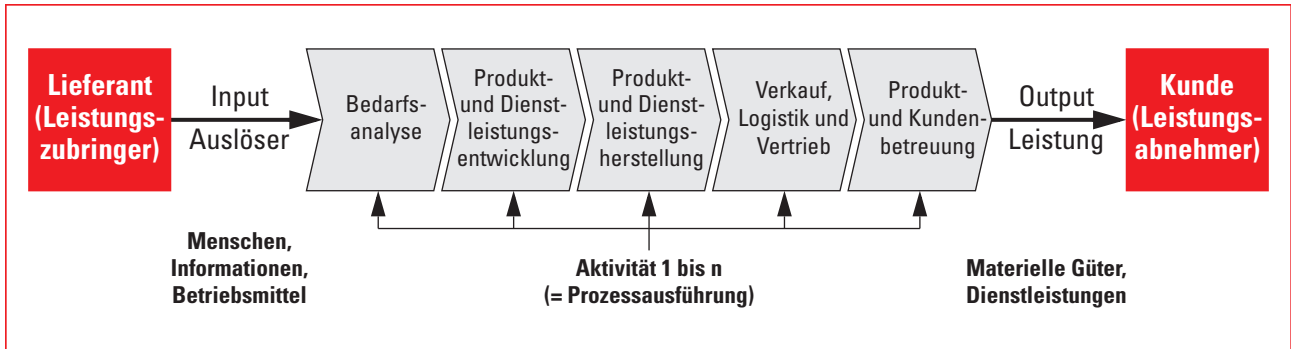 Lieferant
(Leistungs-
zubringer)
Input
Auslöser
Bedarfs-
analyse
Produkt-
und Dienst-
leistungs-
entwicklung
Produkt-
und Dienst-
leistungs-
herstellung
Verkauf,
Logistik und
Vertrieb
Produkt-
und Kunden-
betreuung
Output
Leistung
Kunde
(Leistungs-
abnehmer)
Menschen,
Informationen,
Betriebsmittel
Aktivität 1 bis n
(= Prozessausführung)
Materielle Güter,
Dienstleistungen